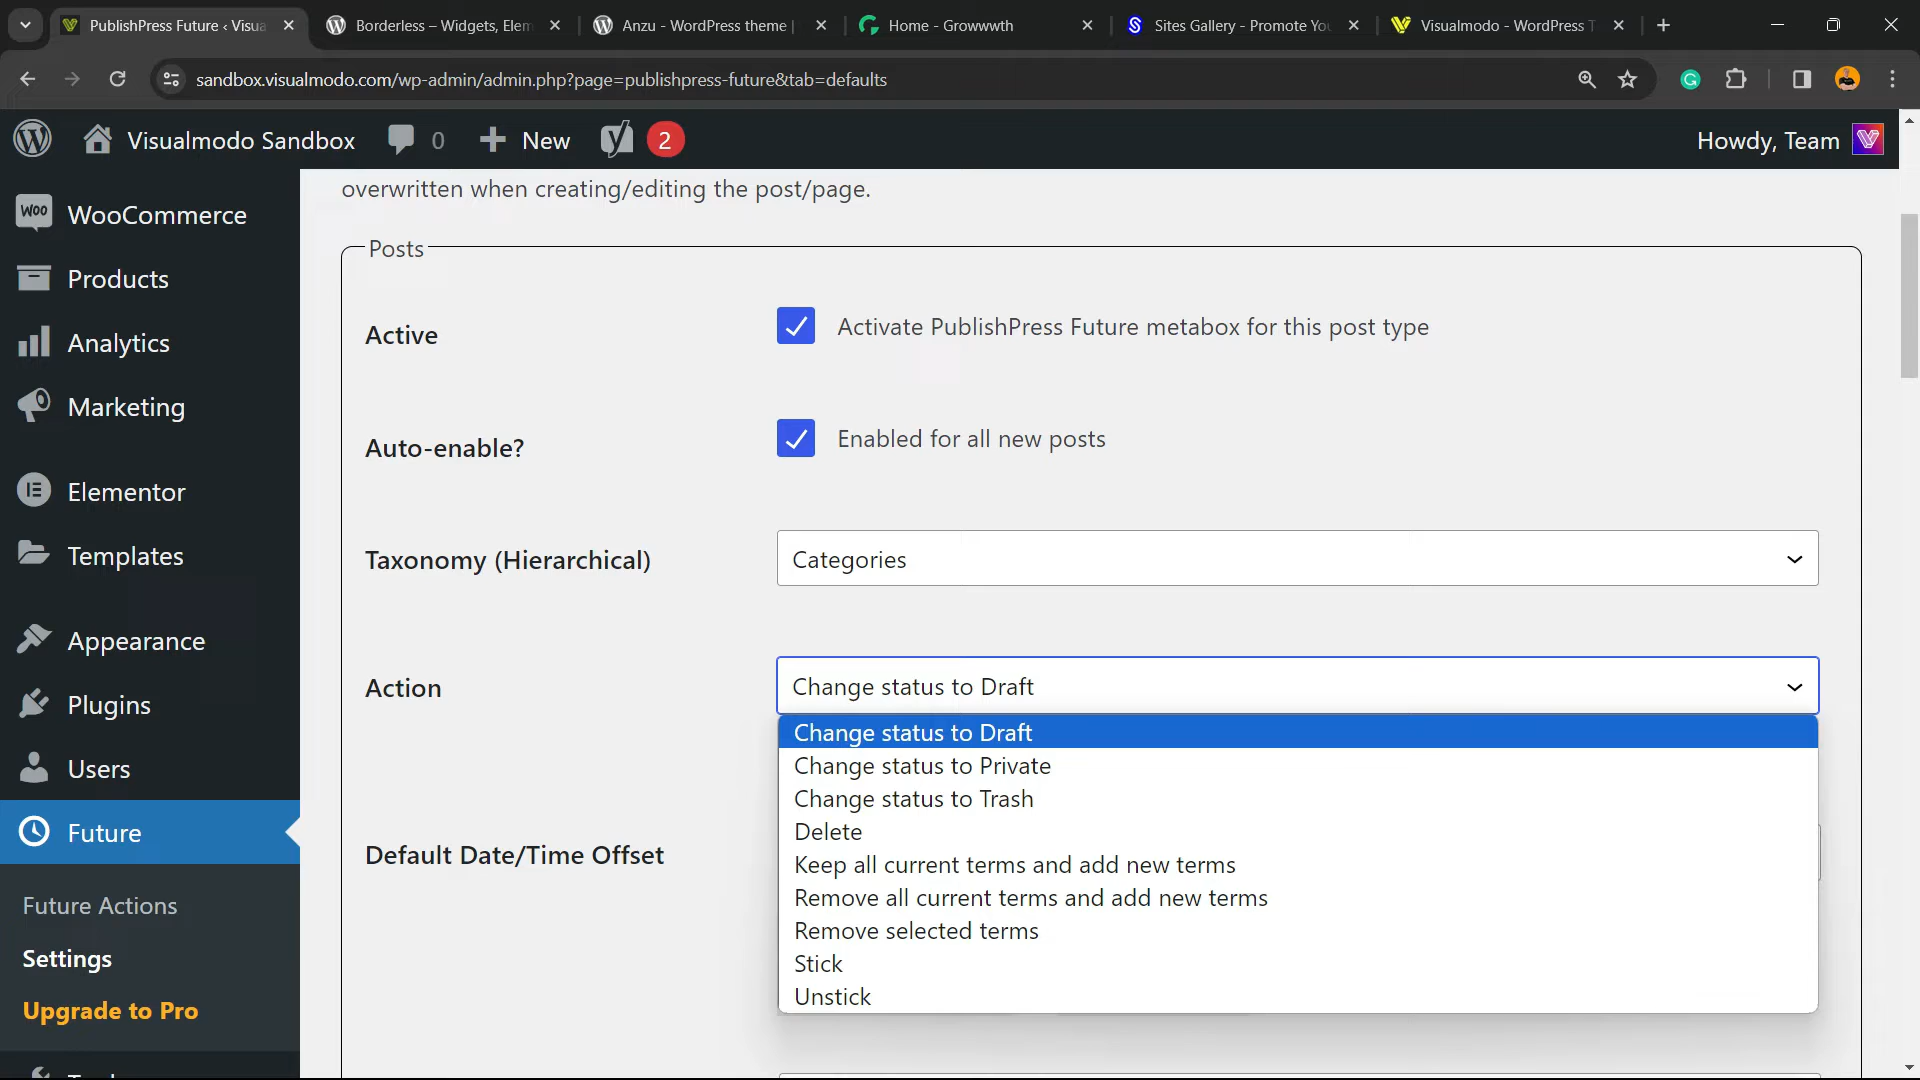 PublishPress Future ‹ Visua
Borderless – Widgets, Elem
Anzu - WordPress theme |
Home - Growwwth
Sites Gallery - Promote Yo
Visualmodo - WordPress T
sandbox.visualmodo.com/wp-admin/admin.php?page=publishpress-future&tab=defaults
Visualmodo Sandbox
0
New
2
Howdy, Team
WooCommerce
Products
Analytics
Marketing
Elementor
Templates
Appearance
Plugins
Users
Future
Future Actions
Settings
Upgrade to Pro
overwritten when creating/editing the post/page.
Posts
Active
Activate PublishPress Future metabox for this post type
Auto-enable?
Enabled for all new posts
Taxonomy (Hierarchical)
Categories
Action
Change status to Draft
Change status to Draft
Change status to Private
Change status to Trash
Delete
Keep all current terms and add new terms
Remove all current terms and add new terms
Remove selected terms
Stick
Unstick
Default Date/Time Offset